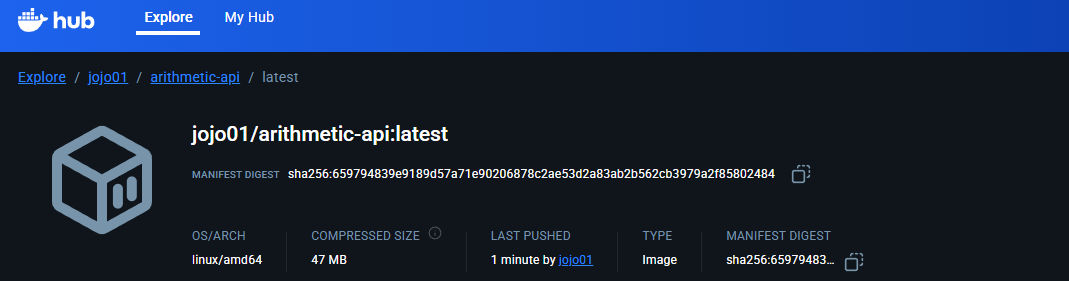 hub Explore My Hub
Explore / jojo01 / arithmetic-api / latest
jojo01/arithmetic-api:latest
MANIFEST DIGEST sha256:659794839e9189d57a71e90206878c2ae53d2a83ab2b562cb3979a2f85802484
OS/ARCH COMPRESSED SIZE LAST PUSHED TYPE MANIFEST DIGEST
linux/amd64 47 MB 1 minute by jojo01 Image sha256:65979483...